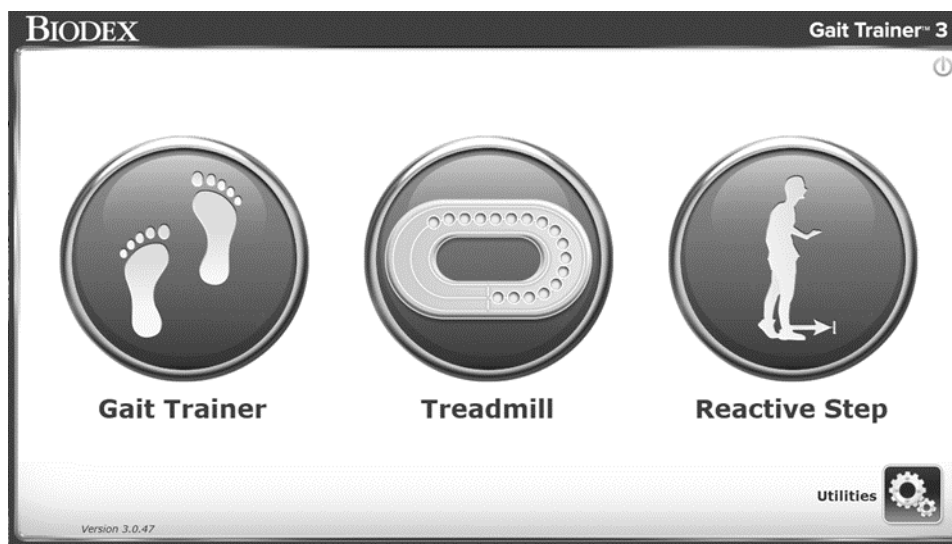 BIODEX
Gait Trainer™ 3
Gait Trainer
Treadmill
Reactive Step
Utilities
Version 3.0.47